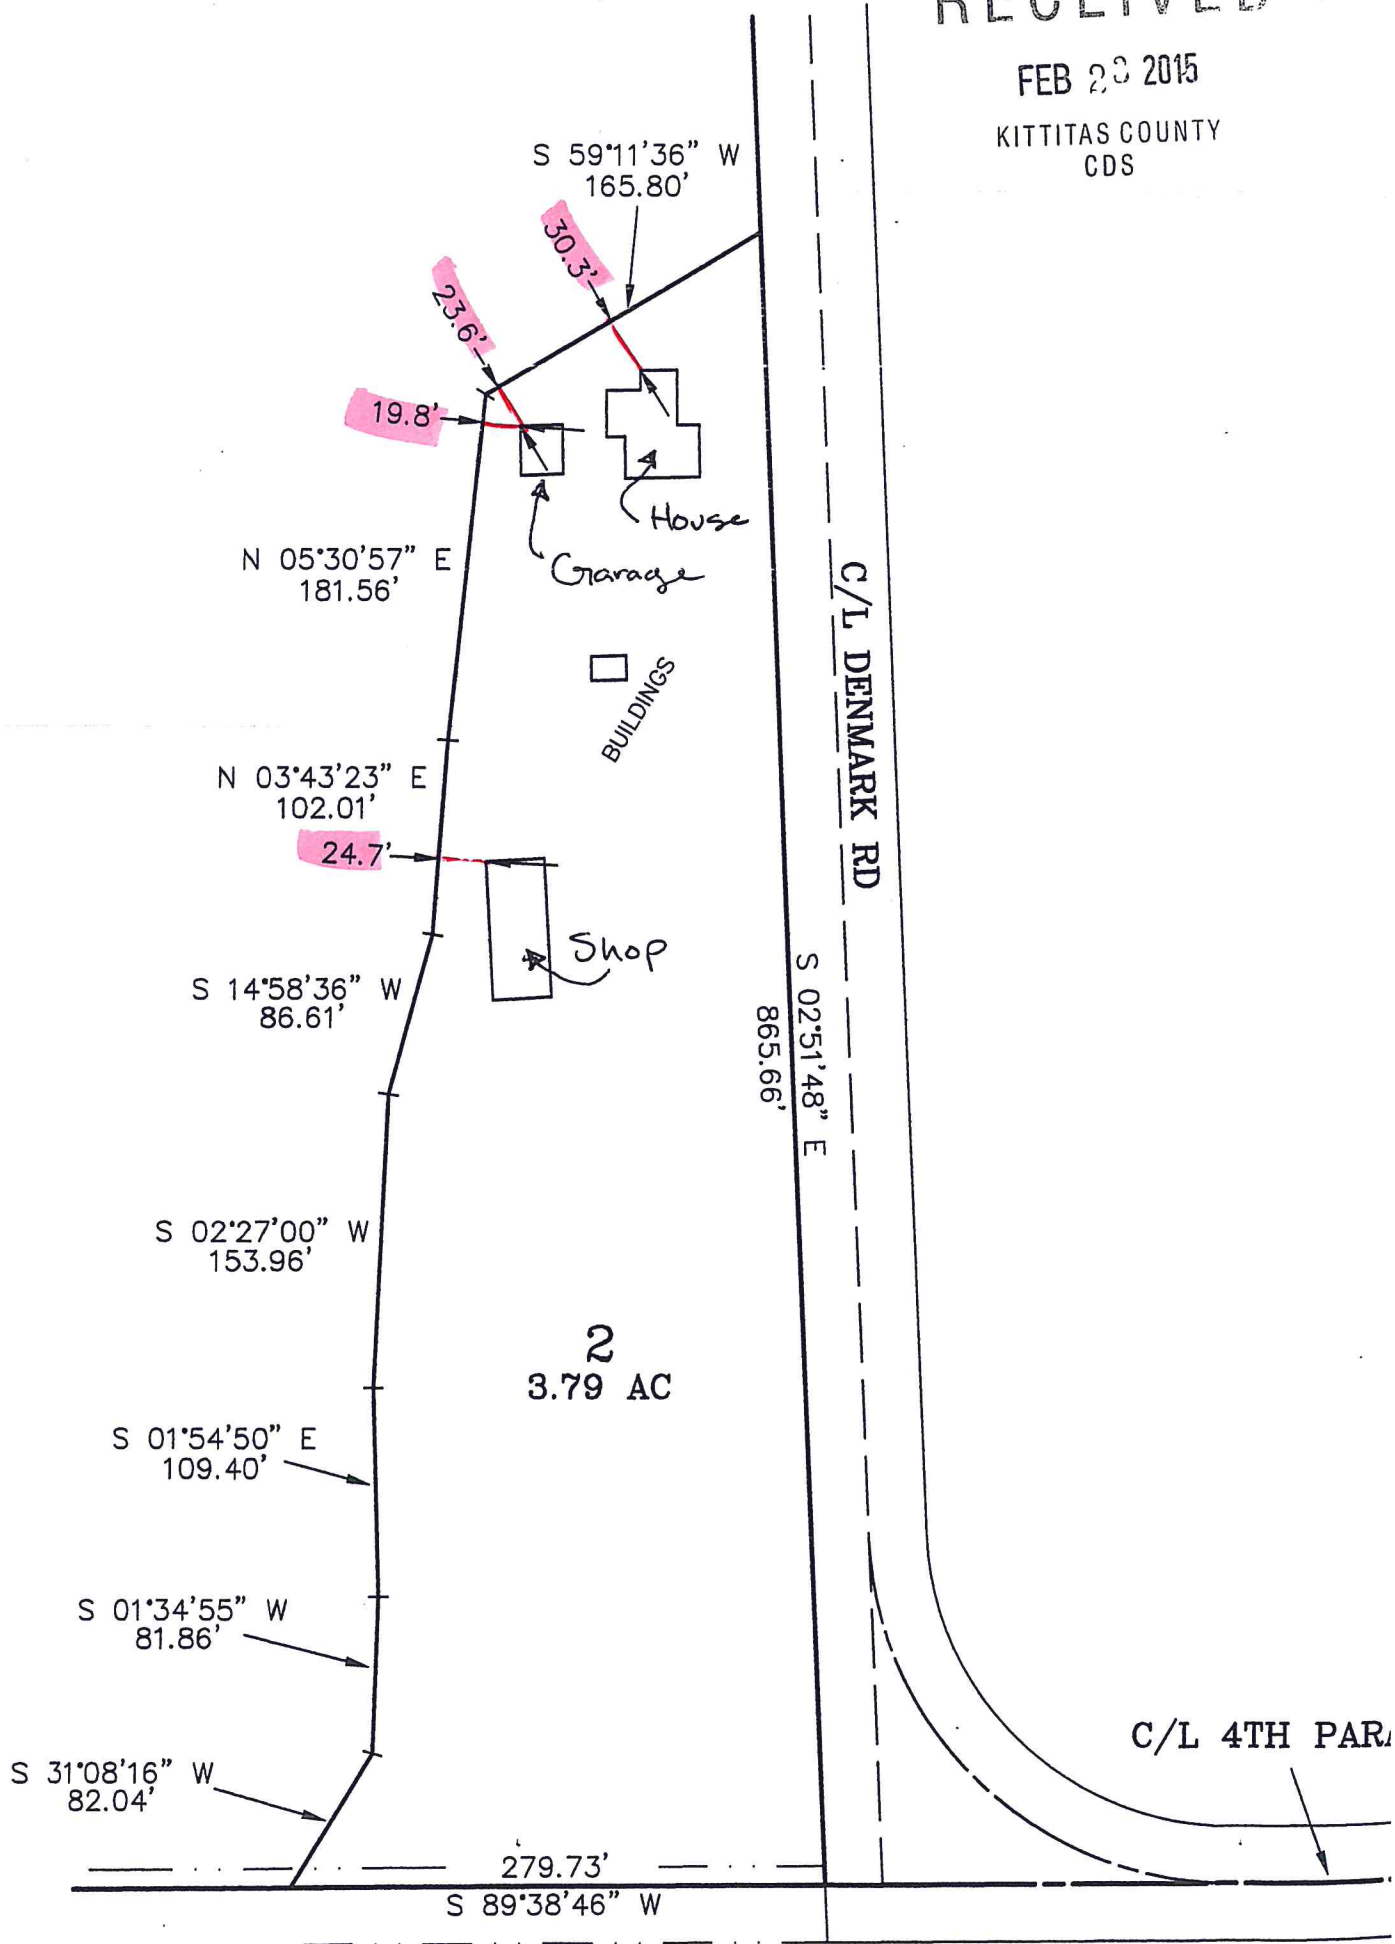 RECEIVED
FEB 2 2015
KITTITAS COUNTY
CDS
S 59°11'36" W
165.80'
30.3'
23.6'
19.8'
House
Garage
N 05°30'57" E
181.56'
BUILDINGS
C/L DENMARK RD
N 03°43'23" E
102.01'
24.7'
Shop
S 14°58'36" W
86.61'
S 02°51'48" E
865.66'
S 02°27'00" W
153.96'
2
3.79 AC
S 01°54'50" E
109.40'
S 01°34'55" W
81.86'
C/L 4TH PARA
S 31°08'16" W
82.04'
279.73'
S 89°38'46" W